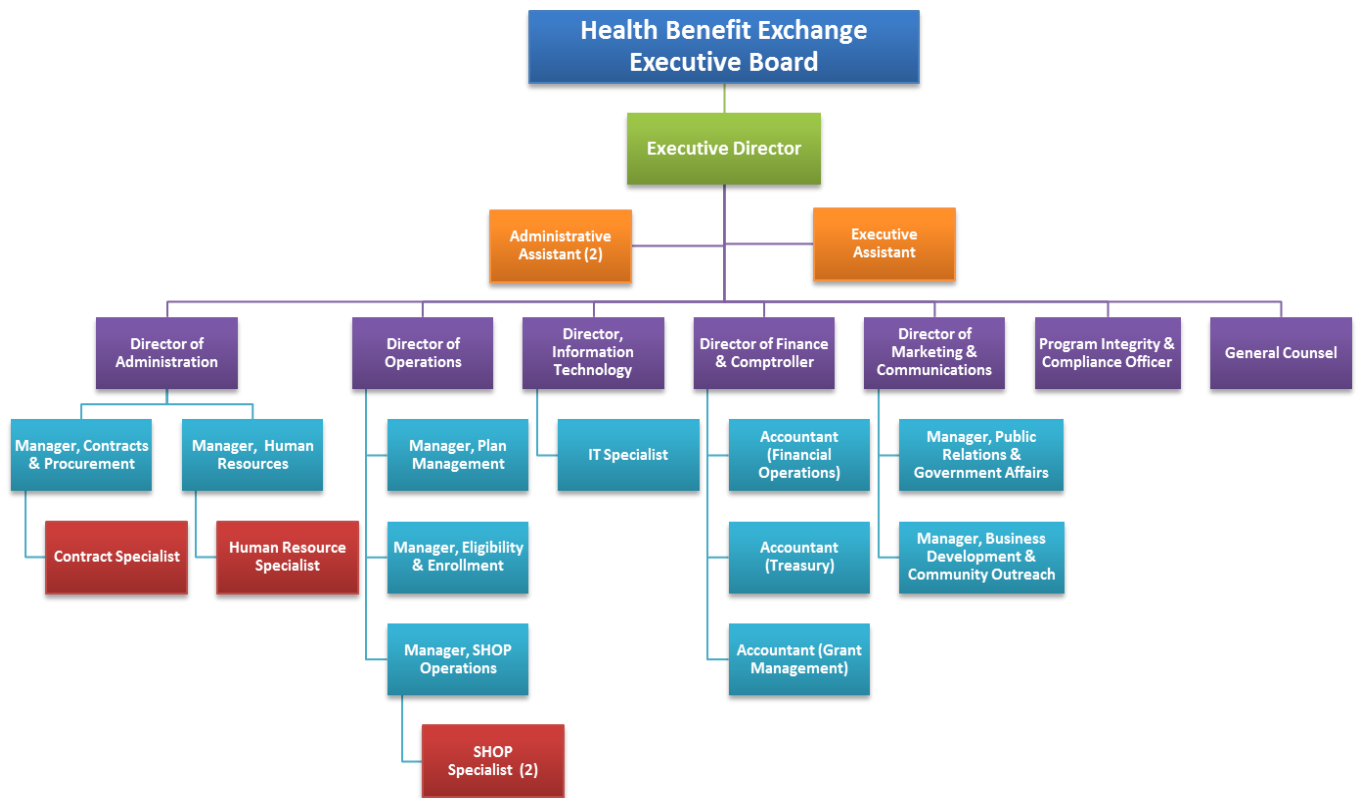 Health Benefit Exchange
Executive Board
Executive Director
Administrative
Assistant (2)
Executive
Assistant
Director of
Administration
Director of
Operations
Director,
Information
Technology
Director of Finance
& Comptroller
Director of
Marketing &
Communications
Program Integrity &
Compliance Officer
General Counsel
Manager, Contracts
& Procurement
Manager, Human
Resources
Manager, Plan
Management
IT Specialist
Accountant
(Financial
Operations)
Manager, Public
Relations &
Government Affairs
Contract Specialist
Human Resource
Specialist
Manager, Eligibility
& Enrollment
Accountant
(Treasury)
Manager, Business
Development &
Community Outreach
Manager, SHOP
Operations
Accountant (Grant
Management)
SHOP
Specialist (2)